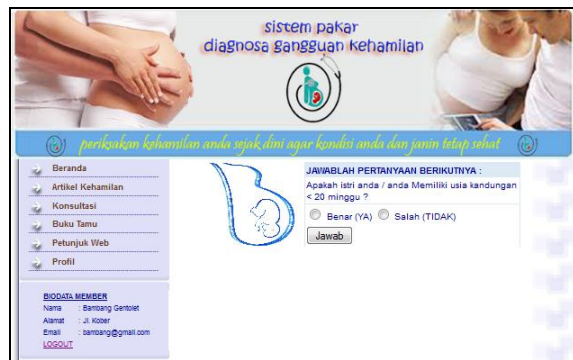 sistem pakar
diagnosa gangguan kehamilan
periksakan kehamilan anda sejak dini agar kondisi anda dan janin tetap sehat
Beranda
Artikel Kehamilan
Konsultasi
Buku Tamu
Petunjuk Web
Profil
BIODATA MEMBER
Nama : Bambang Gentolet
Alamat : Jl. Kober
Email : bambang@gmail.com
LOGOUT
JAWABLAH PERTANYAAN BERIKUTNYA :
Apakah istri anda / anda Memiliki usia kandungan
< 20 minggu ?
Benar (YA) Salah (TIDAK)
Jawab